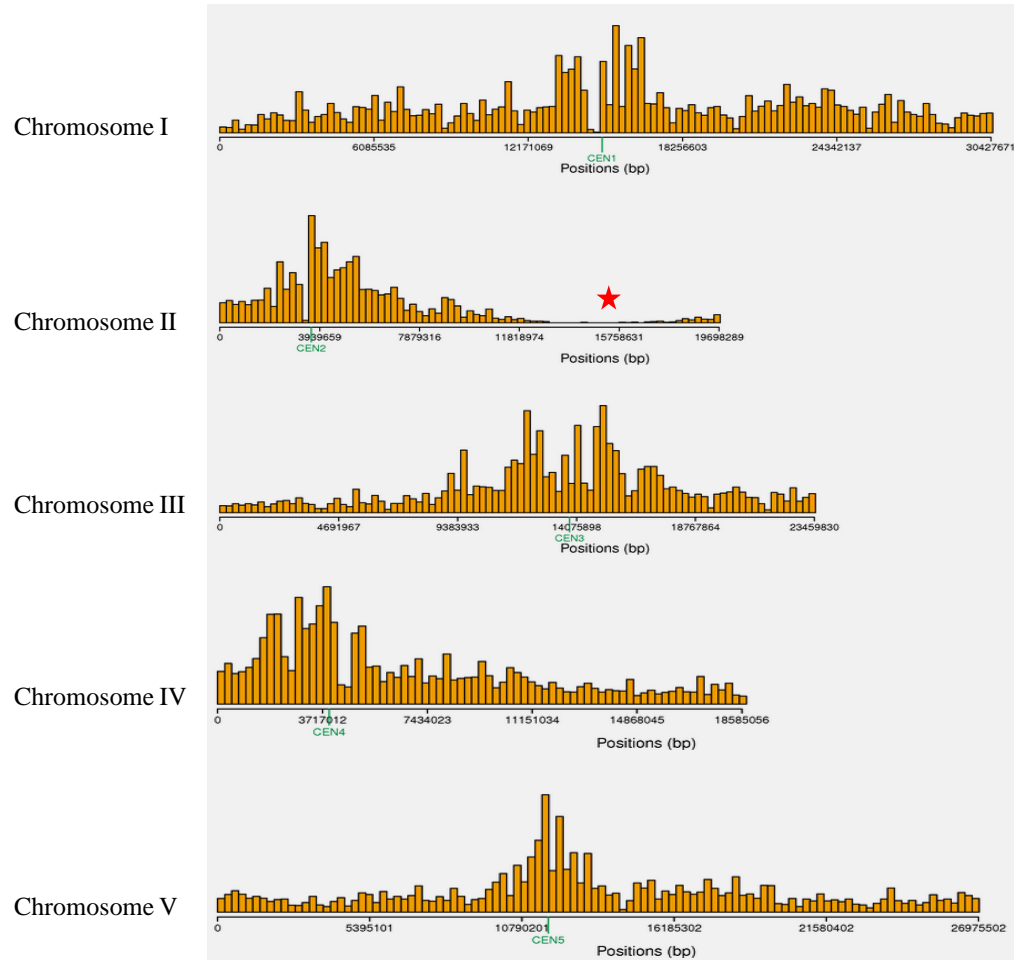 Chromosome I
0 6085535 12171069 18256603 24342137 30427671
CEN1
Positions (bp)
Chromosome II
0 3939659 7879316 11818974 15758631 19698289
CEN2
Positions (bp)
Chromosome III
0 4691967 9383933 14075898 18767864 23459830
CEN3
Positions (bp)
Chromosome IV
0 3717012 7434023 11151034 14868045 18585056
CEN4
Positions (bp)
Chromosome V
0 5395101 10790201 16185302 21580402 26975502
CEN5
Positions (bp)